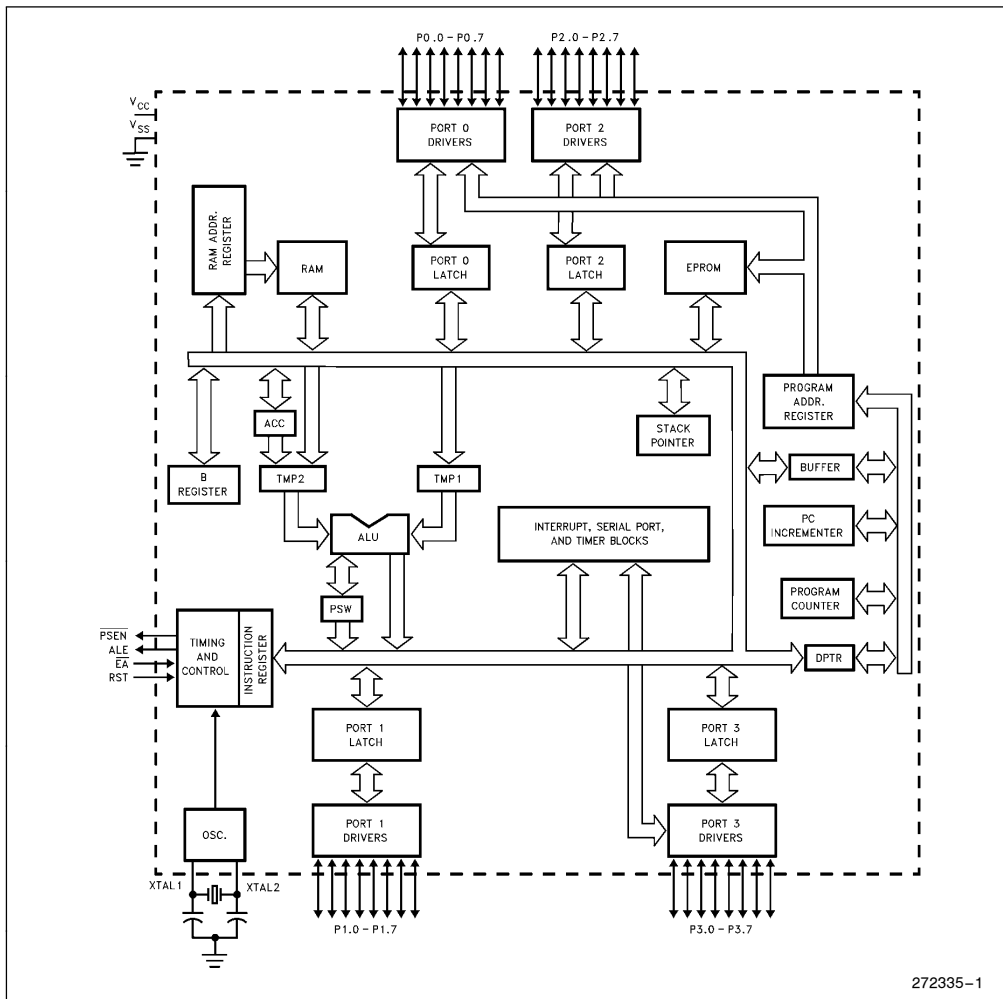 P0.0 – P0.7
P2.0 – P2.7
VCC
VSS
PORT 0
DRIVERS
PORT 2
DRIVERS
RAM ADDR.
REGISTER
RAM
PORT 0
LATCH
PORT 2
LATCH
EPROM
PROGRAM
ADDR.
REGISTER
ACC
STACK
POINTER
B
REGISTER
TMP2
TMP1
BUFFER
ALU
INTERRUPT, SERIAL PORT,
AND TIMER BLOCKS
PC
INCREMENTER
PSW
PROGRAM
COUNTER
PSEN
ALE
EA
RST
TIMING
AND
CONTROL
INSTRUCTION
REGISTER
DPTR
PORT 1
LATCH
PORT 3
LATCH
OSC.
PORT 1
DRIVERS
PORT 3
DRIVERS
XTAL1
XTAL2
P1.0 – P1.7
P3.0 – P3.7
272335–1